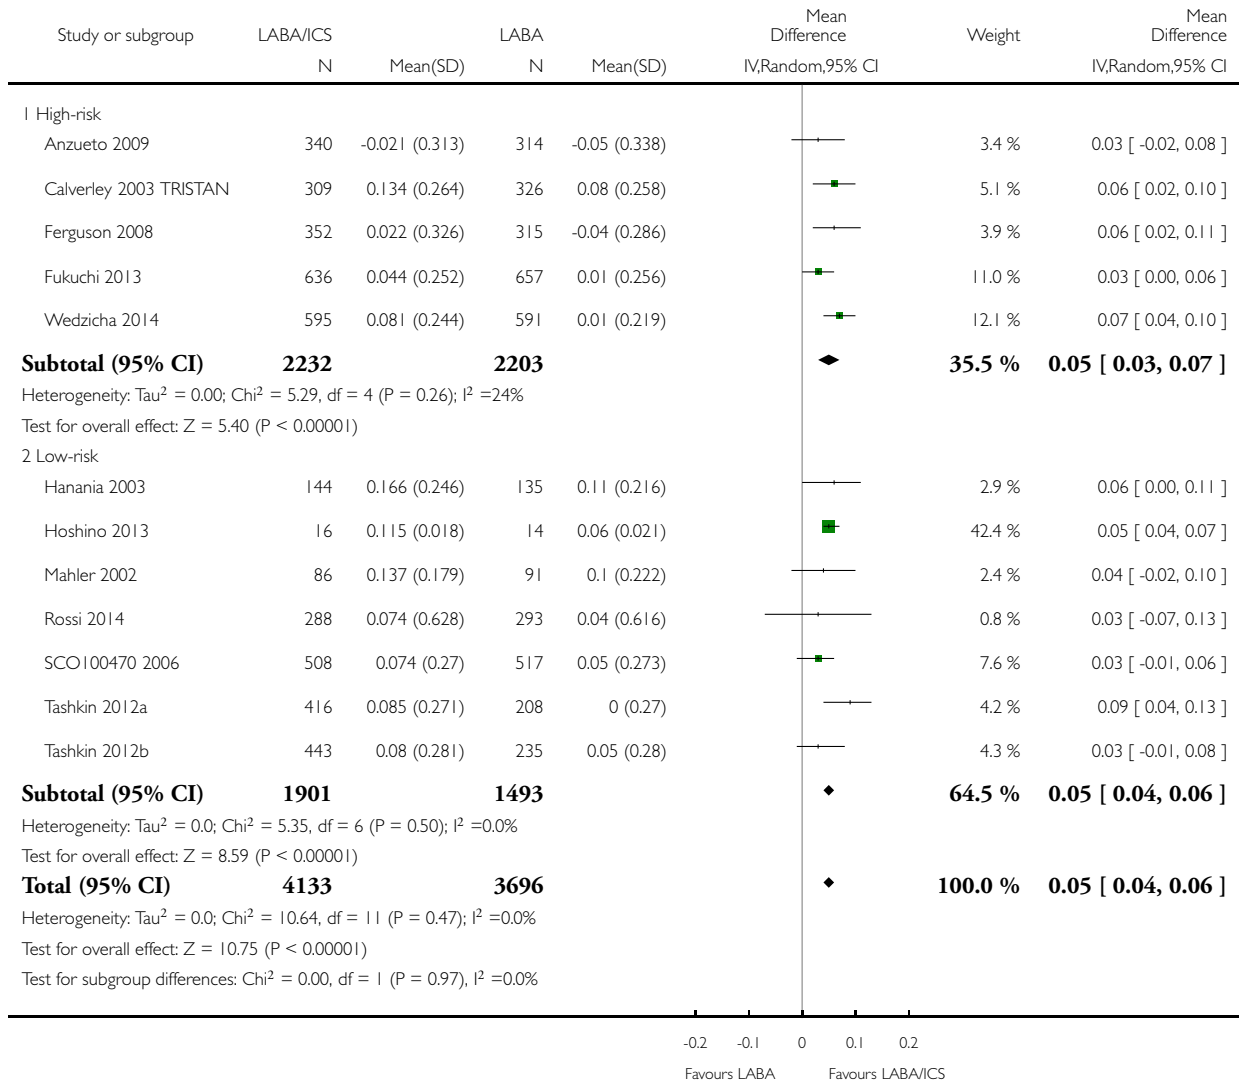 Mean Mean
Study or subgroup LABA/ICS LABA Difference Weight Difference
N Mean(SD) N Mean(SD) IV,Random,95% CI IV,Random,95% CI
1 High-risk
Anzueto 2009 340 -0.021 (0.313) 314 -0.05 (0.338) 3.4 % 0.03 [ -0.02, 0.08 ]
Calverley 2003 TRISTAN 309 0.134 (0.264) 326 0.08 (0.258) 5.1 % 0.06 [ 0.02, 0.10 ]
Ferguson 2008 352 0.022 (0.326) 315 -0.04 (0.286) 3.9 % 0.06 [ 0.02, 0.11 ]
Fukuchi 2013 636 0.044 (0.252) 657 0.01 (0.256) 11.0 % 0.03 [ 0.00, 0.06 ]
Wedzicha 2014 595 0.081 (0.244) 591 0.01 (0.219) 12.1 % 0.07 [ 0.04, 0.10 ]
Subtotal (95% CI) 2232 2203 35.5 % 0.05 [ 0.03, 0.07 ]
Heterogeneity: Tau² = 0.00; Chi² = 5.29, df = 4 (P = 0.26); I² =24%
Test for overall effect: Z = 5.40 (P < 0.00001)
2 Low-risk
Hanania 2003 144 0.166 (0.246) 135 0.11 (0.216) 2.9 % 0.06 [ 0.00, 0.11 ]
Hoshino 2013 16 0.115 (0.018) 14 0.06 (0.021) 42.4 % 0.05 [ 0.04, 0.07 ]
Mahler 2002 86 0.137 (0.179) 91 0.1 (0.222) 2.4 % 0.04 [ -0.02, 0.10 ]
Rossi 2014 288 0.074 (0.628) 293 0.04 (0.616) 0.8 % 0.03 [ -0.07, 0.13 ]
SCO100470 2006 508 0.074 (0.27) 517 0.05 (0.273) 7.6 % 0.03 [ -0.01, 0.06 ]
Tashkin 2012a 416 0.085 (0.271) 208 0 (0.27) 4.2 % 0.09 [ 0.04, 0.13 ]
Tashkin 2012b 443 0.08 (0.281) 235 0.05 (0.28) 4.3 % 0.03 [ -0.01, 0.08 ]
Subtotal (95% CI) 1901 1493 64.5 % 0.05 [ 0.04, 0.06 ]
Heterogeneity: Tau² = 0.0; Chi² = 5.35, df = 6 (P = 0.50); I² =0.0%
Test for overall effect: Z = 8.59 (P < 0.00001)
Total (95% CI) 4133 3696 100.0 % 0.05 [ 0.04, 0.06 ]
Heterogeneity: Tau² = 0.0; Chi² = 10.64, df = 11 (P = 0.47); I² =0.0%
Test for overall effect: Z = 10.75 (P < 0.00001)
Test for subgroup differences: Chi² = 0.00, df = 1 (P = 0.97), I² =0.0%
-0.2 -0.1 0 0.1 0.2
Favours LABA Favours LABA/ICS